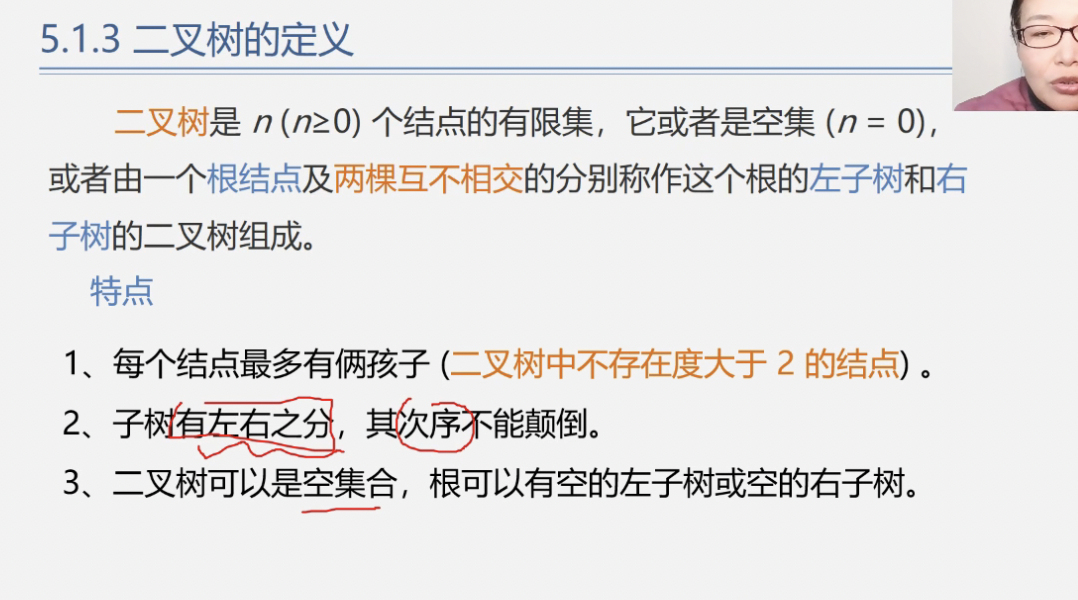 5.1.3 二叉树的定义
二叉树是 n (n≥0) 个结点的有限集，它或者是空集 (n = 0)，
或者由一个根结点及两棵互不相交的分别称作这个根的左子树和右
子树的二叉树组成。
特点
1、每个结点最多有俩孩子 (二叉树中不存在度大于 2 的结点) 。
2、子树有左右之分，其次序不能颠倒。
3、二叉树可以是空集合，根可以有空的左子树或空的右子树。